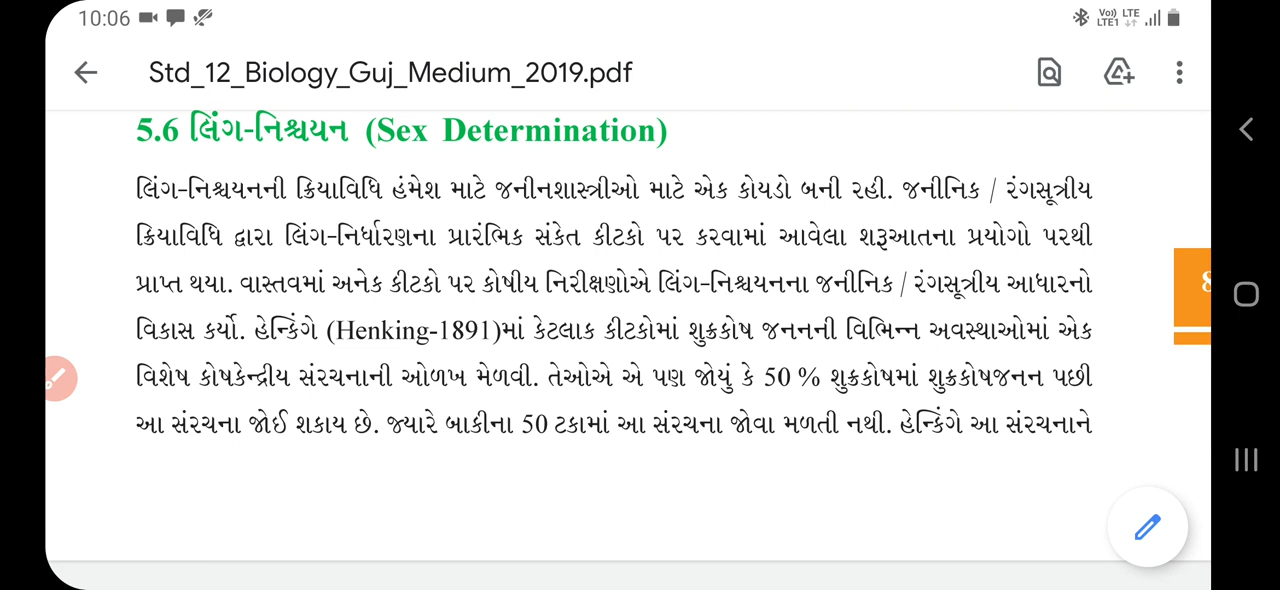 10:06
Vo)) LTE
LTE1
Std_12_Biology_Guj_Medium_2019.pdf
5.6 લિંગ-નિશ્ચયન (Sex Determination)
લિંગ-નિશ્ચયનની ક્રિયાવિધિ હંમેશ માટે જનીનશાસ્ત્રીઓ માટે એક કોયડો બની રહી. જનીનિક / રંગસૂત્રીય
ક્રિયાવિધિ દ્વારા લિંગ-નિર્ધારણના પ્રારંભિક સંકેત કીટકો પર કરવામાં આવેલા શરૂઆતના પ્રયોગો પરથી
પ્રાપ્ત થયા. વાસ્તવમાં અનેક કીટકો પર કોષીય નિરીક્ષણોએ લિંગ-નિશ્ચયનના જનીનિક / રંગસૂત્રીય આધારનો
વિકાસ કર્યો. હેન્કિંગે (Henking-1891)માં કેટલાક કીટકોમાં શુક્રકોષ જનનની વિભિન્ન અવસ્થાઓમાં એક
વિશેષ કોષકેન્દ્રીય સંરચનાની ઓળખ મેળવી. તેઓએ એ પણ જોયું કે 50 % શુક્રકોષમાં શુક્રકોષજનન પછી
આ સંરચના જોઈ શકાય છે. જ્યારે બાકીના 50 ટકામાં આ સંરચના જોવા મળતી નથી. હેન્કિંગે આ સંરચનાને